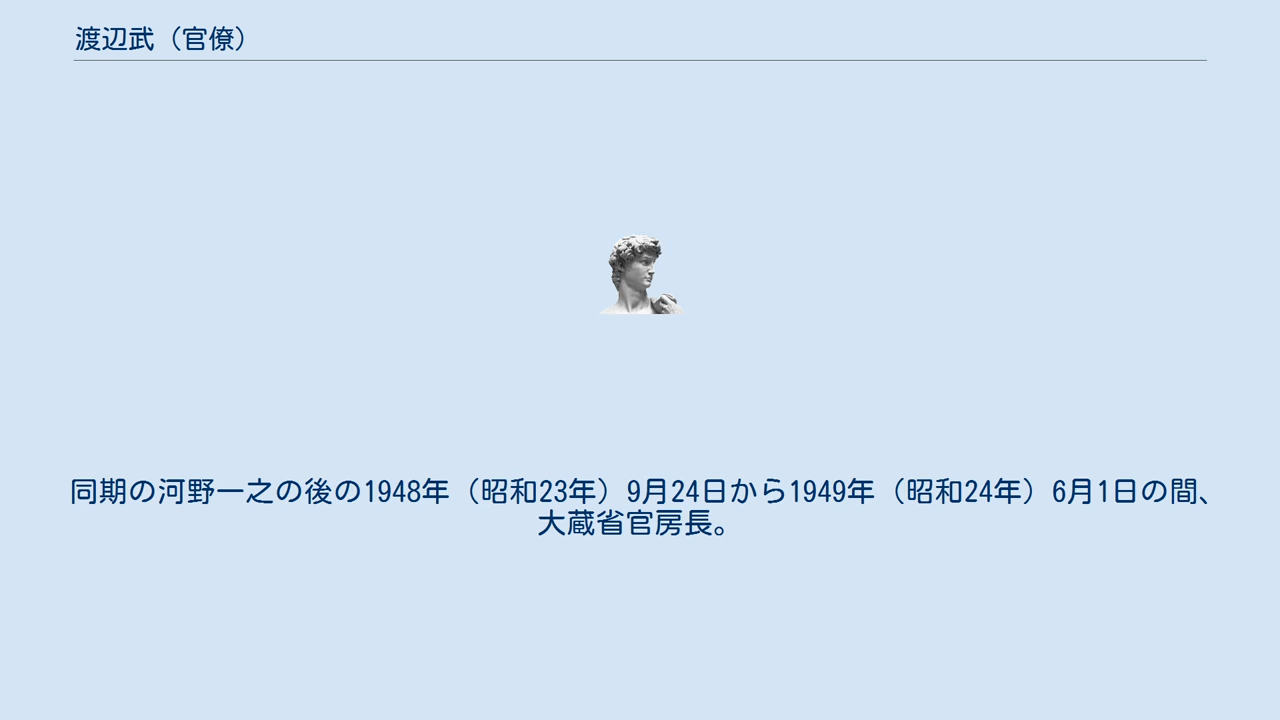 渡辺武（官僚）
同期の河野一之の後の1948年（昭和23年）9月24日から1949年（昭和24年）6月1日の間、
大蔵省官房長。